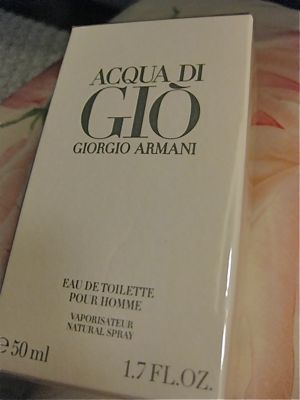 ACQUA DI
GIÒ
GIORGIO ARMANI
EAU DE TOILETTE
POUR HOMME
VAPORISATEUR
NATURAL SPRAY
℮ 50 ml
1.7 FL.OZ.